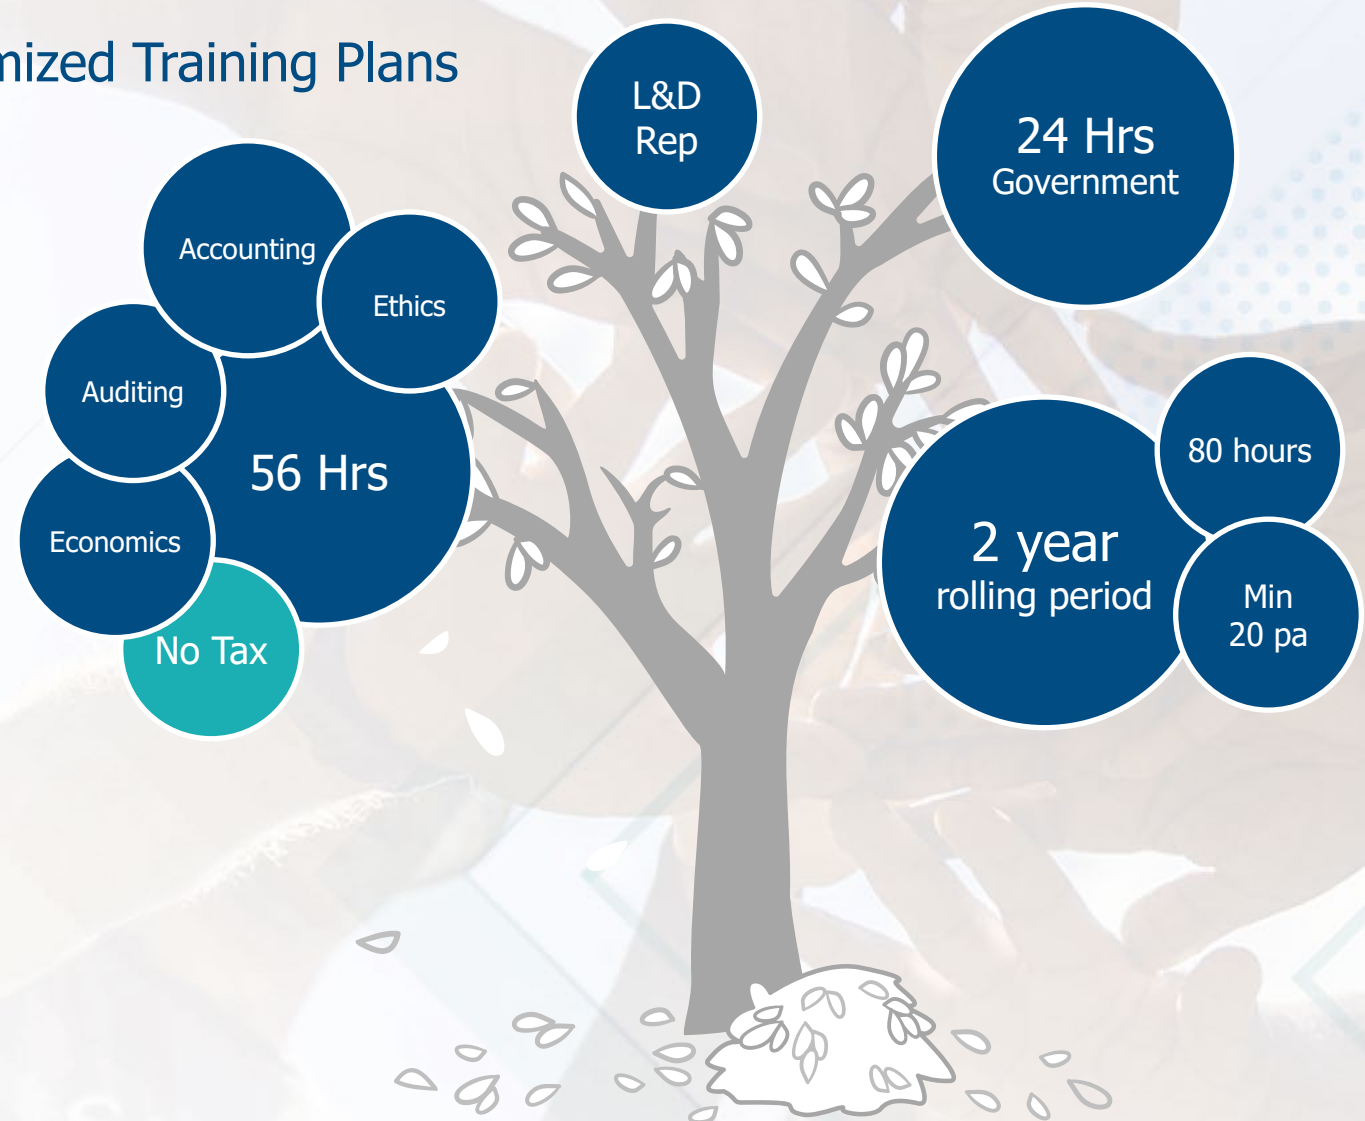 mized Training Plans
L&D
Rep
24 Hrs
Government
Accounting
Ethics
Auditing
56 Hrs
Economics
No Tax
80 hours
2 year
rolling period
Min
20 pa